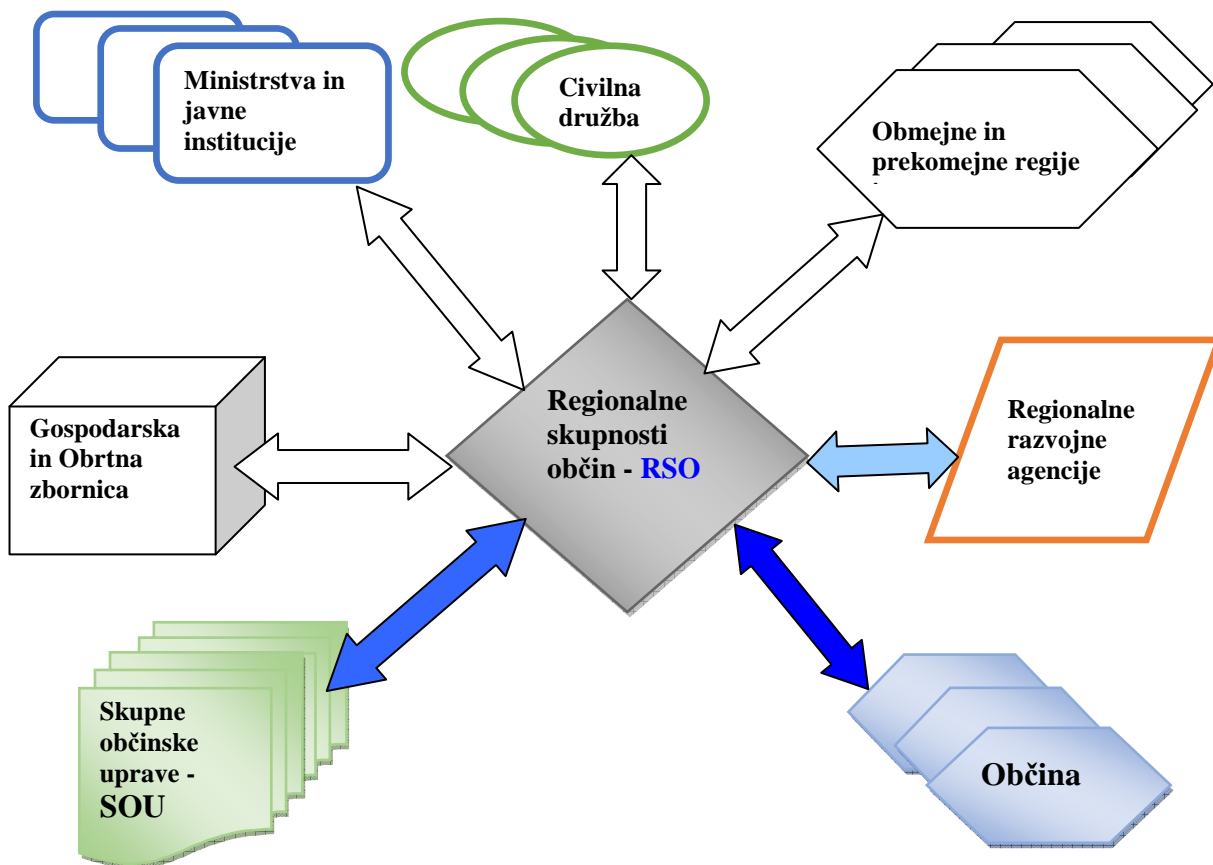 Ministrstva in
javne
institucije
Civilna
družba
Obmejne in
prekomejne regije
Regionalne
skupnosti
občin - RSO
Gospodarska
in Obrtna
zbornica
Regionalne
razvojne
agencije
Skupne
občinske
uprave -
SOU
Občina